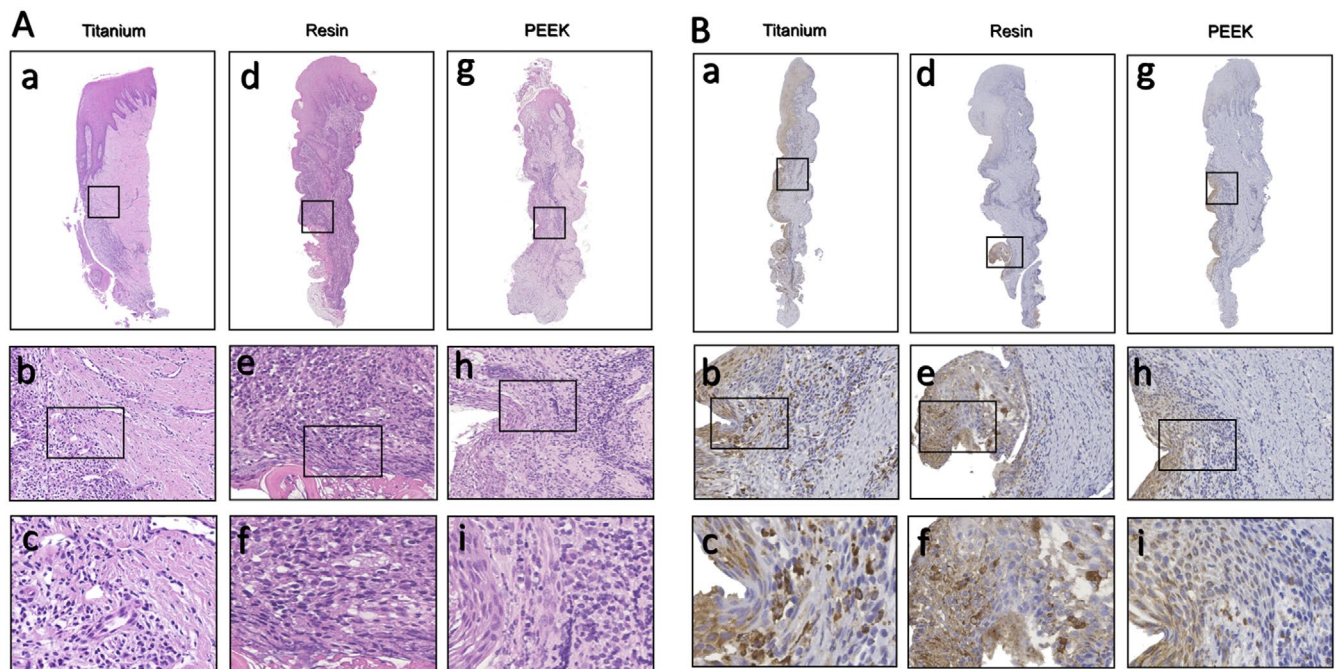 A
Titanium Resin PEEK
a d g
b e h
c f i
B
Titanium Resin PEEK
a d g
b e h
c f i